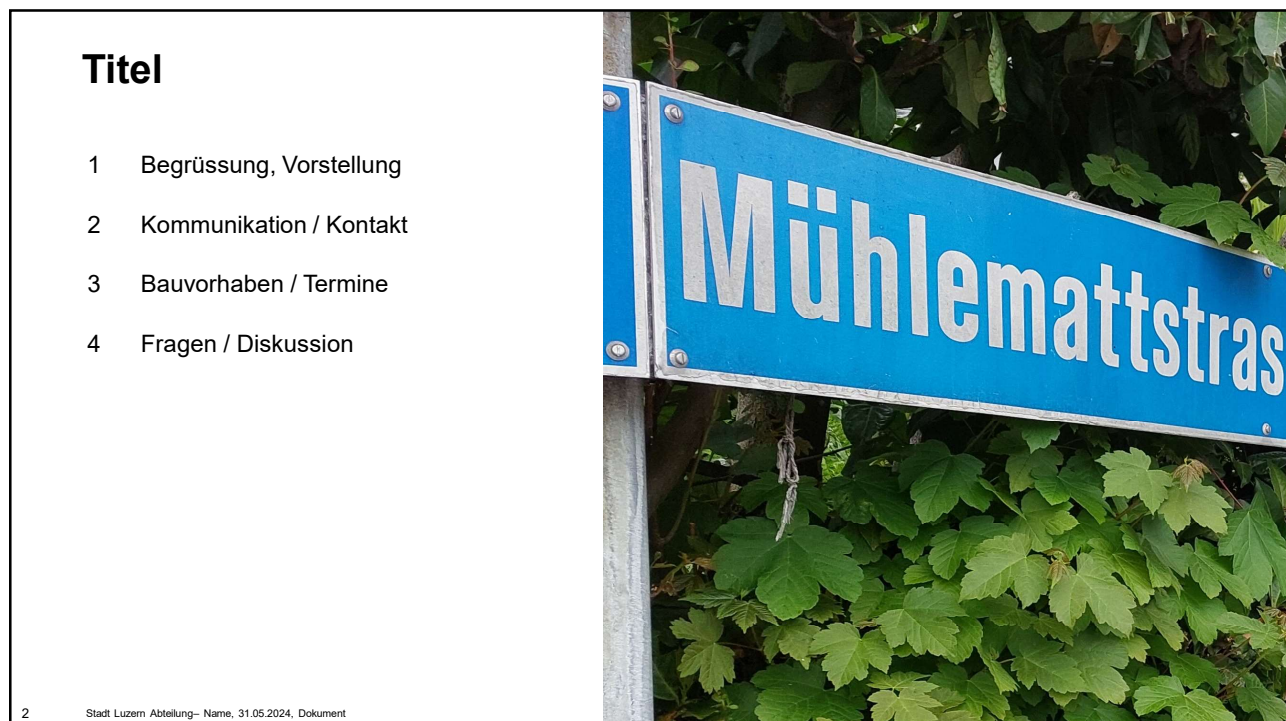 Titel
1 Begrüssung, Vorstellung
2 Kommunikation / Kontakt
3 Bauvorhaben / Termine
4 Fragen / Diskussion
Mühlemattstras
2 Stadt Luzern Abteilung– Name, 31.05.2024, Dokument